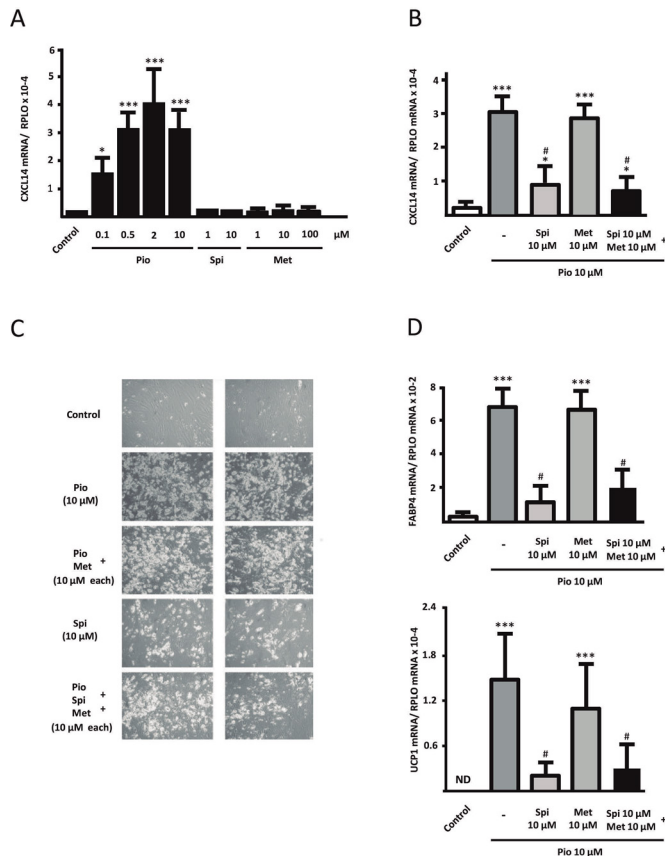 A
CXCL14 mRNA/ RPLO mRNA x 10-4
6
5
4
3
2
1
*
***
***
***
Control
0.1 0.5 2 10 1 10 1 10 100 μM
Pio Spi Met
B
CXCL14 mRNA/ RPLO mRNA x 10-4
4
3
2
1
***
#
*
***
#
*
Control
- Spi Met Spi 10 μM +
10 μM 10 μM Met 10 μM
Pio 10 μM
C
Control
Pio
(10 μM)
Pio +
Met
(10 μM each)
Spi
(10 μM)
Pio +
Spi +
Met
(10 μM each)
D
FABP4 mRNA/ RPLO mRNA x 10-2
8
6
4
2
***
#
***
#
Control
- Spi Met Spi 10 μM +
10 μM 10 μM Met 10 μM
Pio 10 μM
UCP1 mRNA/ RPLO mRNA x 10-4
2.4
1.8
1.2
0.6
ND
***
#
***
#
Control
- Spi Met Spi 10 μM +
10 μM 10 μM Met 10 μM
Pio 10 μM